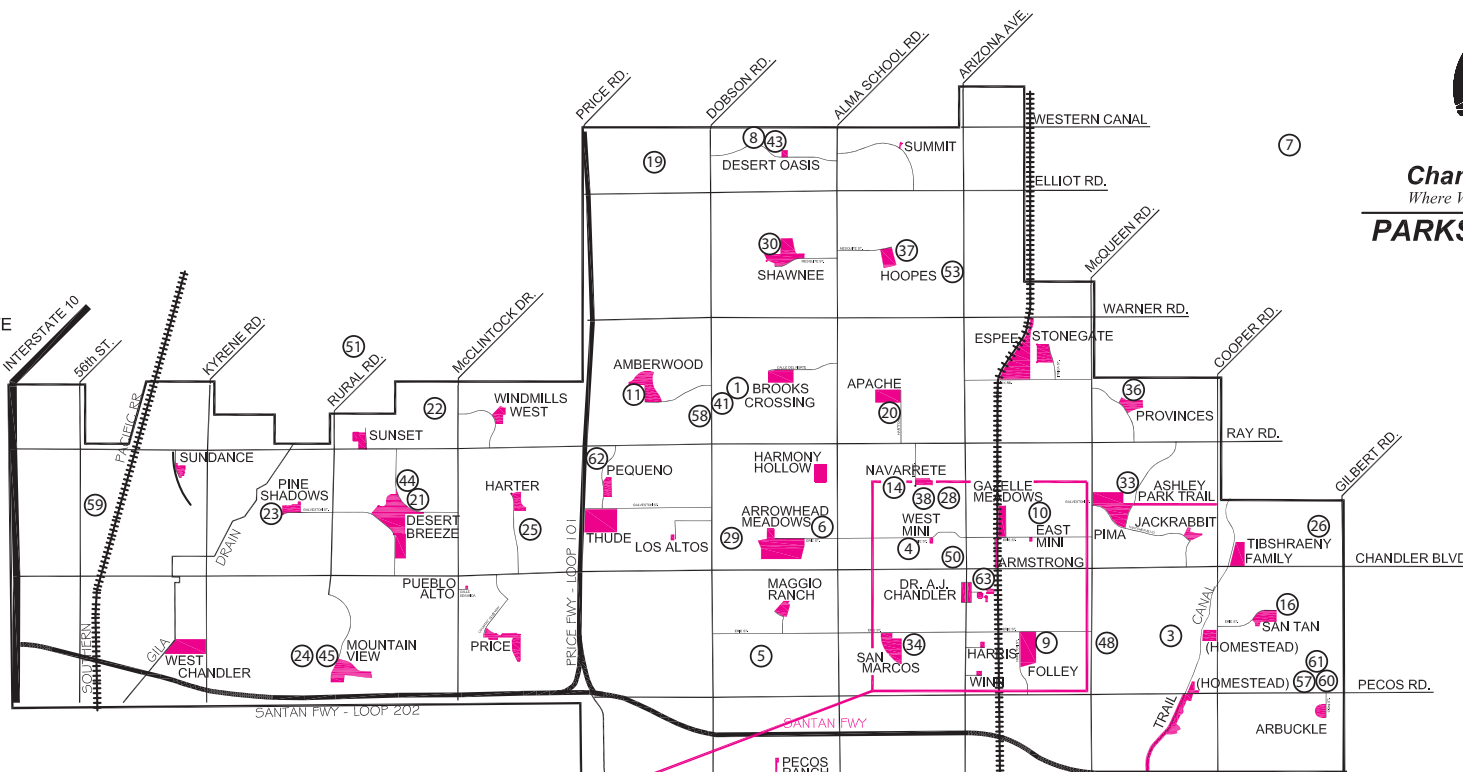 PRICE RD.
DOBSON RD.
ALMA SCHOOL RD.
ARIZONA AVE.
WESTERN CANAL
7
8
43
19
DESERT OASIS
SUMMIT
Char
Where W
PARKS
ELLIOT RD.
McQUEEN RD.
30
37
SHAWNEE
HOOPES
53
WARNER RD.
COOPER RD.
E
INTERSTATE 10
56th ST.
KYRENE RD.
51
RURAL RD.
McCLINTOCK DR.
ESPEE
STONEGATE
AMBERWOOD
11
1
BROOKS
CROSSING
41
58
APACHE
20
36
PROVINCES
22
WINDMILLS
WEST
SUNSET
PACIFIC RR
RAY RD.
GILBERT RD.
SUNDANCE
59
PINE
SHADOWS
23
44
21
DESERT
BREEZE
HARTER
25
62
PEQUENO
HARMONY
HOLLOW
NAVARRETE
14
38
28
GAZELLE
MEADOWS
10
33
ASHLEY
PARK TRAIL
DRAIN
THUDE
LOS ALTOS
29
ARROWHEAD
MEADOWS
6
WEST
MINI
4
EAST
MINI
PIMA
JACKRABBIT
26
TIBSHRAENY
FAMILY
CHANDLER BLVD
50
ARMSTRONG
PUEBLO
ALTO
MAGGIO
RANCH
DR. A.J.
CHANDLER
63
CANAL
16
SAN TAN
PRICE FWY - LOOP 101
PRICE
GILA
WEST
CHANDLER
SOUTHERN
24
45
MOUNTAIN
VIEW
5
SAN
MARCOS
34
HARRIS
WINN
9
FOLLEY
48
3
(HOMESTEAD)
61
(HOMESTEAD)
57
60
PECOS RD.
TRAIL
ARBUCKLE
SANTAN FWY - LOOP 202
SANTAN FWY
PECOS
RANCH